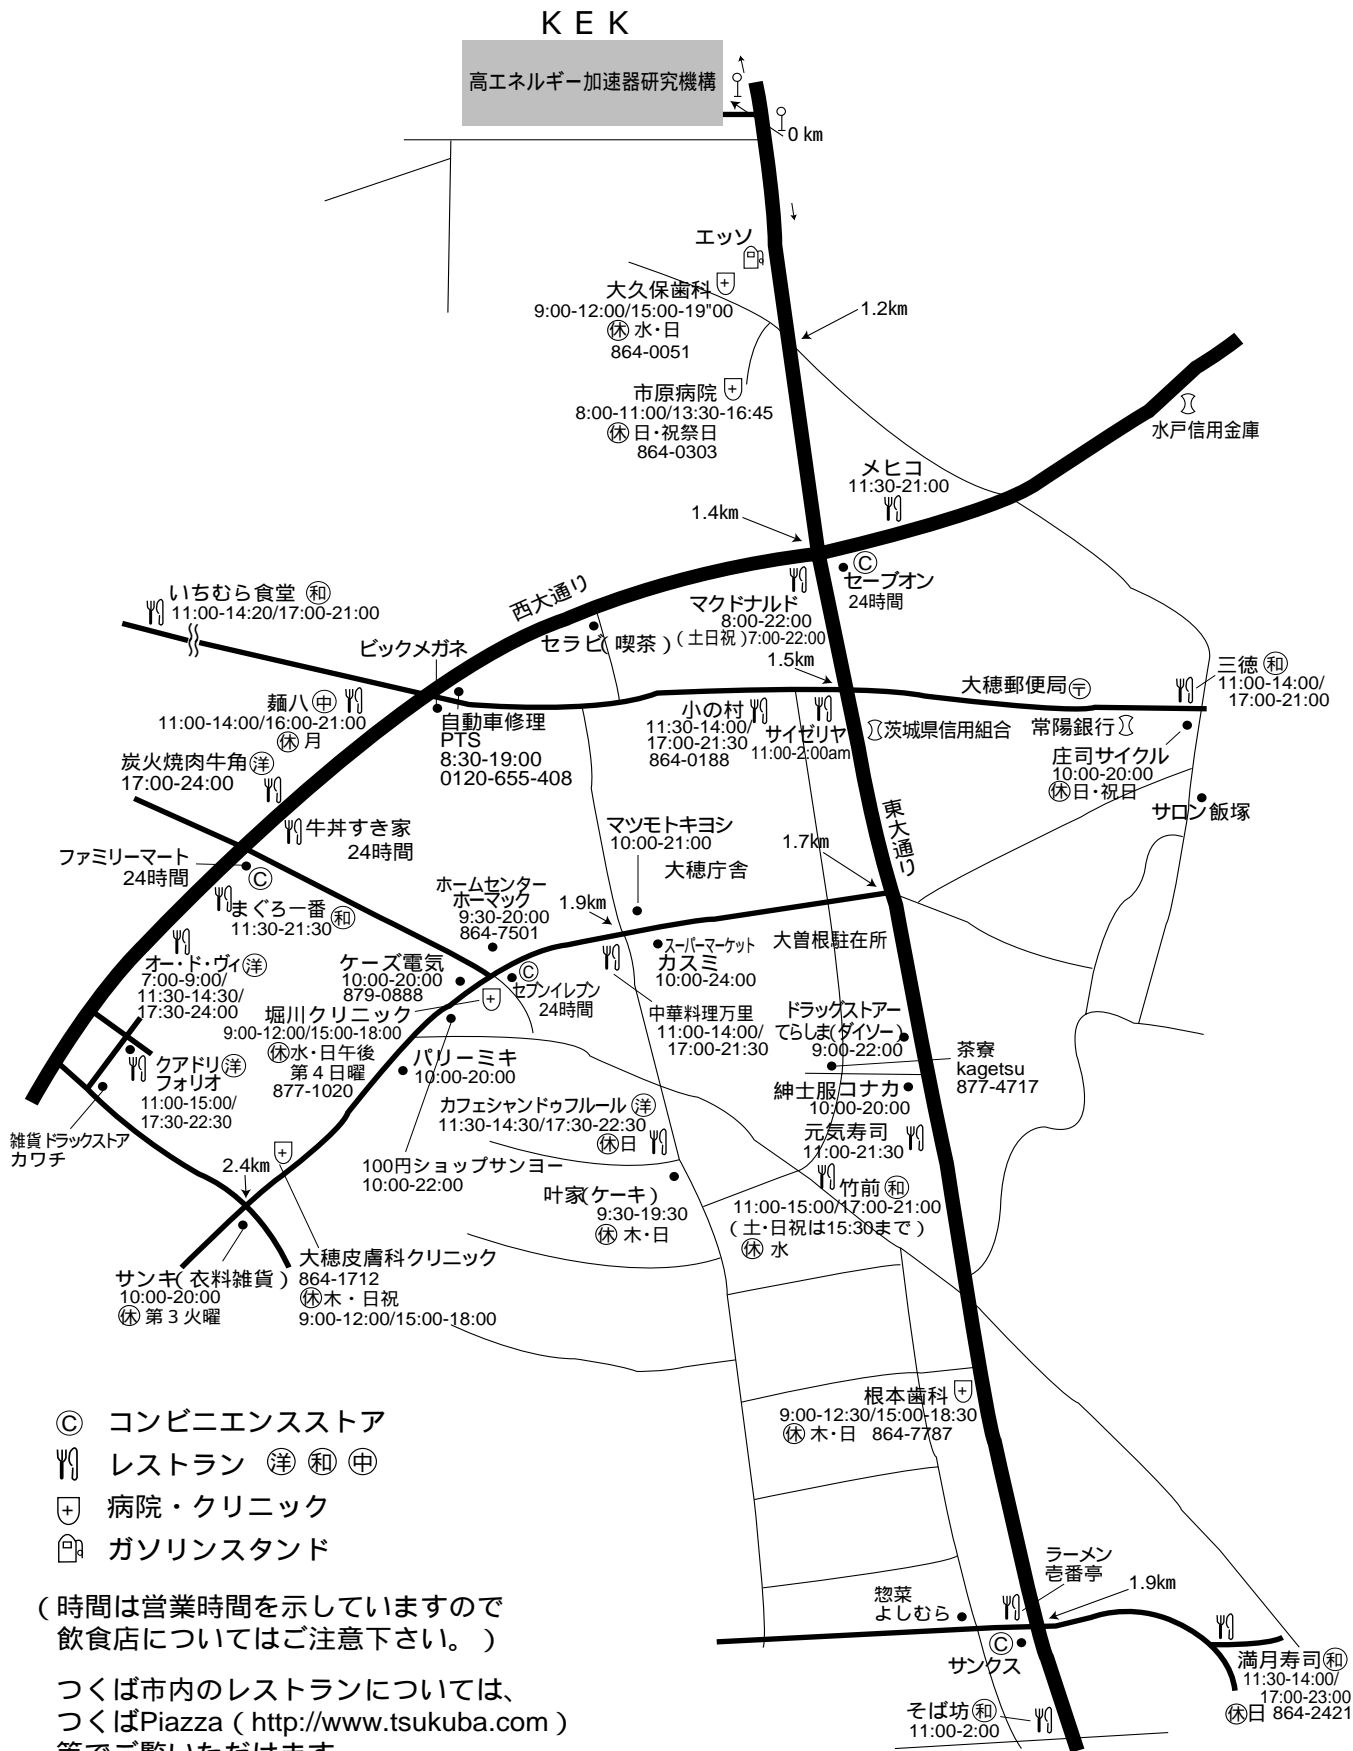 K E K
高エネルギー加速器研究機構
0 km
エッソ
大久保歯科
9:00-12:00/15:00-19"00
休 水・日
864-0051
1.2km
市原病院
8:00-11:00/13:30-16:45
休 日・祝祭日
864-0303
水戸信用金庫
メヒコ
11:30-21:00
1.4km
C
セーブオン
24時間
西大通り
マクドナルド
8:00-22:00
(土日祝)7:00-22:00
いちむら食堂 和
11:00-14:20/17:00-21:00
セラビ(喫茶)
ビックメガネ
1.5km
大穂郵便局〒
三徳 和
11:00-14:00/
17:00-21:00
麺八 中
11:00-14:00/16:00-21:00
休 月
自動車修理
PTS
8:30-19:00
0120-655-408
小の村
11:30-14:00/
17:00-21:30
864-0188
サイゼリヤ
11:00-2:00am
茨城県信用組合
常陽銀行
庄司サイクル
10:00-20:00
休 日・祝日
サロン飯塚
炭火焼肉牛角 洋
17:00-24:00
牛丼すき家
24時間
マツモトキヨシ
10:00-21:00
大穂庁舎
1.7km
東大通り
ファミリーマート
24時間
C
まぐろ一番 和
11:30-21:30
ホームセンター
ホーマック
9:30-20:00
864-7501
1.9km
スーパーマーケット
カスミ
10:00-24:00
大曽根駐在所
オー・ド・ヴィ 洋
7:00-9:00/
11:30-14:30/
17:30-24:00
ケーズ電気
10:00-20:00
879-0888
C
セブンイレブン
24時間
堀川クリニック
9:00-12:00/15:00-18:00
休 水・日午後
第4日曜
877-1020
中華料理万里
11:00-14:00/
17:00-21:30
ドラッグストアー
てらしま(ダイソー)
9:00-22:00
茶寮
kagetsu
877-4717
クアドリ 洋
フォリオ
11:00-15:00/
17:30-22:30
パリーミキ
10:00-20:00
紳士服コナカ
10:00-20:00
カフェシャンドゥフルール 洋
11:30-14:30/17:30-22:30
休 日
元気寿司
11:00-21:30
雑貨ドラックストア
カワチ
2.4km
100円ショップサンヨー
10:00-22:00
叶家(ケーキ)
9:30-19:30
休 木・日
竹前 和
11:00-15:00/17:00-21:00
(土・日祝は15:30まで)
休 水
サンキ(衣料雑貨)
10:00-20:00
休 第3火曜
大穂皮膚科クリニック
864-1712
休 木・日祝
9:00-12:00/15:00-18:00
根本歯科
9:00-12:30/15:00-18:30
休 木・日 864-7787
C コンビニエンスストア
レストラン 洋 和 中
病院・クリニック
ガソリンスタンド
(時間は営業時間を示していますので
飲食店についてはご注意下さい。)
つくば市内のレストランについては、
つくばPiazza(http://www.tsukuba.com)
等でご覧いただけます
ラーメン
壱番亭
1.9km
惣菜
よしむら
C
サンクス
満月寿司 和
11:30-14:00/
17:00-23:00
休 日 864-2421
そば坊 和
11:00-2:00